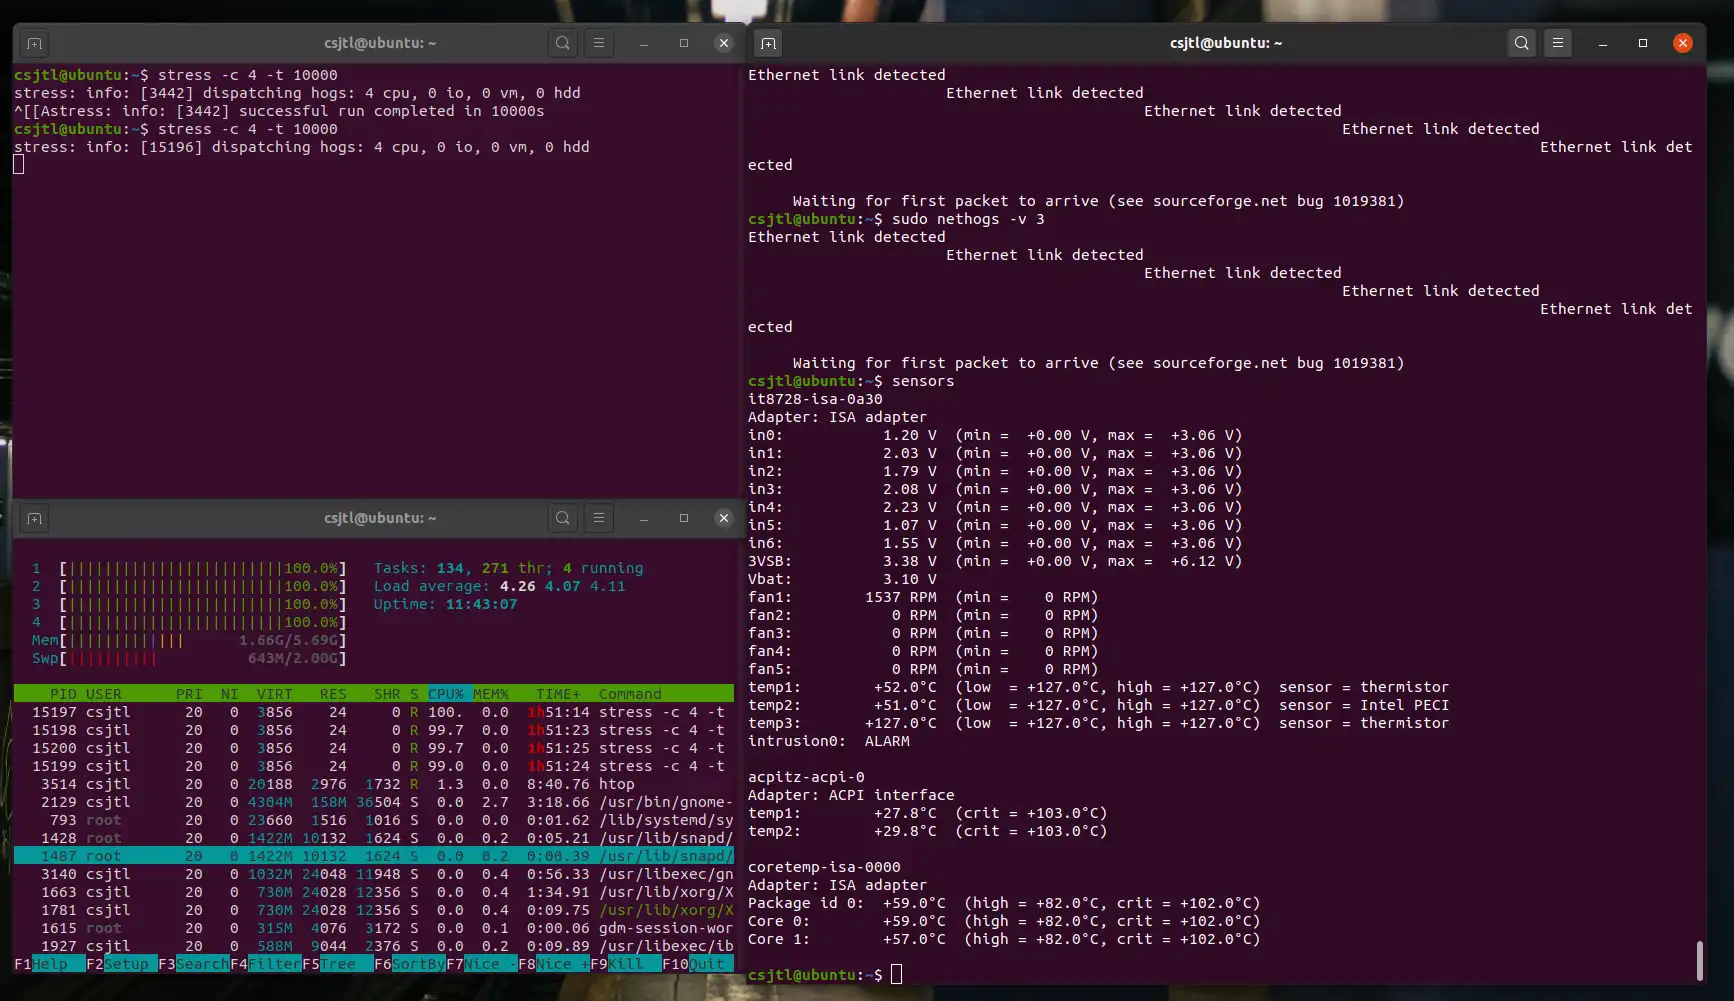 csjtl@ubuntu: ~
csjtl@ubuntu:~$ stress -c 4 -t 10000
stress: info: [3442] dispatching hogs: 4 cpu, 0 io, 0 vm, 0 hdd
^[[Astress: info: [3442] successful run completed in 10000s
csjtl@ubuntu:~$ stress -c 4 -t 10000
stress: info: [15196] dispatching hogs: 4 cpu, 0 io, 0 vm, 0 hdd
csjtl@ubuntu: ~
1 [||||||||||||||||||||||||100.0%] Tasks: 134, 271 thr; 4 running
2 [||||||||||||||||||||||||100.0%] Load average: 4.26 4.07 4.11
3 [||||||||||||||||||||||||100.0%] Uptime: 11:43:07
4 [||||||||||||||||||||||||100.0%]
Mem[||||||||||||| 1.66G/5.69G]
Swp[|||||||||| 643M/2.00G]
PID USER PRI NI VIRT RES SHR S CPU% MEM% TIME+ Command
15197 csjtl 20 0 3856 24 0 R 100. 0.0 1h51:14 stress -c 4 -t
15198 csjtl 20 0 3856 24 0 R 99.7 0.0 1h51:23 stress -c 4 -t
15200 csjtl 20 0 3856 24 0 R 99.7 0.0 1h51:25 stress -c 4 -t
15199 csjtl 20 0 3856 24 0 R 99.0 0.0 1h51:24 stress -c 4 -t
3514 csjtl 20 0 20188 2976 1732 R 1.3 0.0 8:40.76 htop
2129 csjtl 20 0 4304M 158M 36504 S 0.0 2.7 3:18.66 /usr/bin/gnome-
793 root 20 0 23660 1516 1016 S 0.0 0.0 0:01.62 /lib/systemd/sy
1428 root 20 0 1422M 10132 1624 S 0.0 0.2 0:05.21 /usr/lib/snapd/
1487 root 20 0 1422M 10132 1624 S 0.0 0.2 0:00.39 /usr/lib/snapd/
3140 csjtl 20 0 1032M 24048 11948 S 0.0 0.4 0:56.33 /usr/libexec/gn
1663 csjtl 20 0 730M 24028 12356 S 0.0 0.4 1:34.91 /usr/lib/xorg/X
1781 csjtl 20 0 730M 24028 12356 S 0.0 0.4 0:09.75 /usr/lib/xorg/X
1615 root 20 0 315M 4076 3172 S 0.0 0.1 0:00.06 gdm-session-wor
1927 csjtl 20 0 588M 9044 2376 S 0.0 0.2 0:09.89 /usr/libexec/ib
F1Help F2Setup F3SearchF4FilterF5Tree F6SortByF7Nice -F8Nice +F9Kill F10Quit
csjtl@ubuntu: ~
Ethernet link detected
Ethernet link detected
Ethernet link detected
Ethernet link detected
Ethernet link det
ected
Waiting for first packet to arrive (see sourceforge.net bug 1019381)
csjtl@ubuntu:~$ sudo nethogs -v 3
Ethernet link detected
Ethernet link detected
Ethernet link detected
Ethernet link detected
Ethernet link det
ected
Waiting for first packet to arrive (see sourceforge.net bug 1019381)
csjtl@ubuntu:~$ sensors
it8728-isa-0a30
Adapter: ISA adapter
in0: 1.20 V (min = +0.00 V, max = +3.06 V)
in1: 2.03 V (min = +0.00 V, max = +3.06 V)
in2: 1.79 V (min = +0.00 V, max = +3.06 V)
in3: 2.08 V (min = +0.00 V, max = +3.06 V)
in4: 2.23 V (min = +0.00 V, max = +3.06 V)
in5: 1.07 V (min = +0.00 V, max = +3.06 V)
in6: 1.55 V (min = +0.00 V, max = +3.06 V)
3VSB: 3.38 V (min = +0.00 V, max = +6.12 V)
Vbat: 3.10 V
fan1: 1537 RPM (min = 0 RPM)
fan2: 0 RPM (min = 0 RPM)
fan3: 0 RPM (min = 0 RPM)
fan4: 0 RPM (min = 0 RPM)
fan5: 0 RPM (min = 0 RPM)
temp1: +52.0°C (low = +127.0°C, high = +127.0°C) sensor = thermistor
temp2: +51.0°C (low = +127.0°C, high = +127.0°C) sensor = Intel PECI
temp3: +127.0°C (low = +127.0°C, high = +127.0°C) sensor = thermistor
intrusion0: ALARM
acpitz-acpi-0
Adapter: ACPI interface
temp1: +27.8°C (crit = +103.0°C)
temp2: +29.8°C (crit = +103.0°C)
coretemp-isa-0000
Adapter: ISA adapter
Package id 0: +59.0°C (high = +82.0°C, crit = +102.0°C)
Core 0: +59.0°C (high = +82.0°C, crit = +102.0°C)
Core 1: +57.0°C (high = +82.0°C, crit = +102.0°C)
csjtl@ubuntu:~$